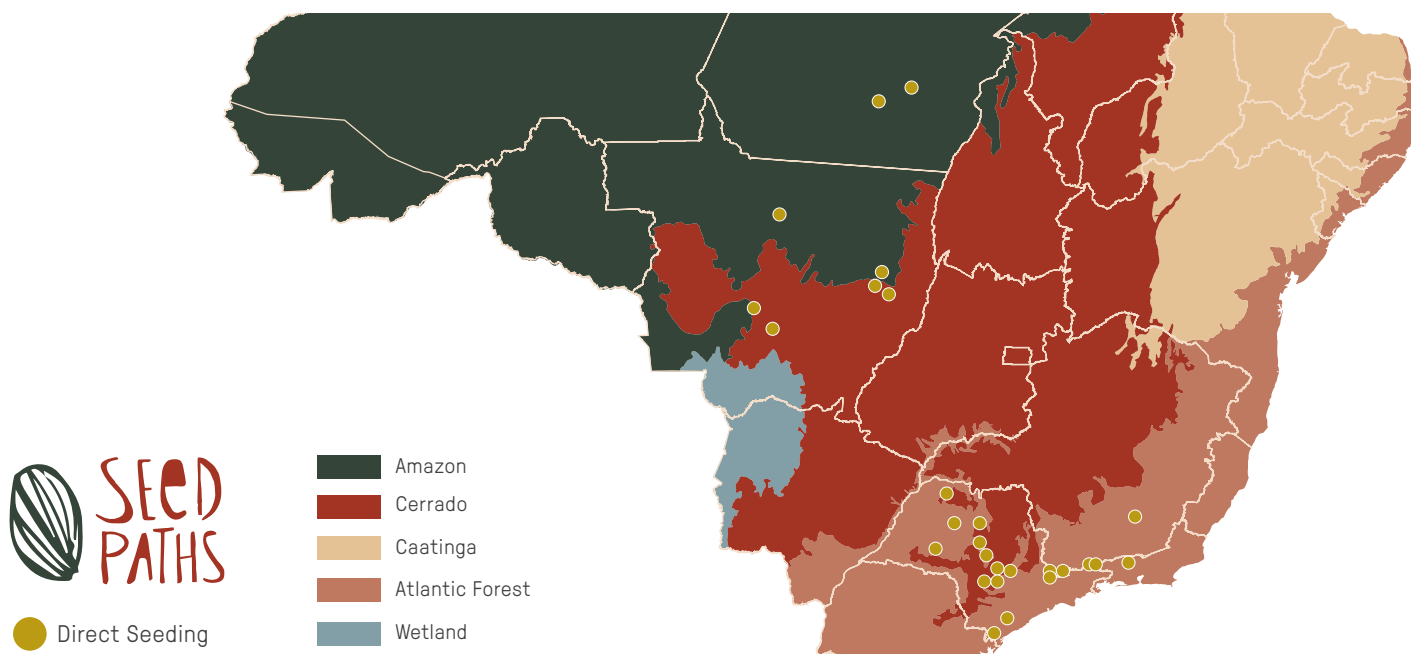 SEED
PATHS
Direct Seeding
Amazon
Cerrado
Caatinga
Atlantic Forest
Wetland